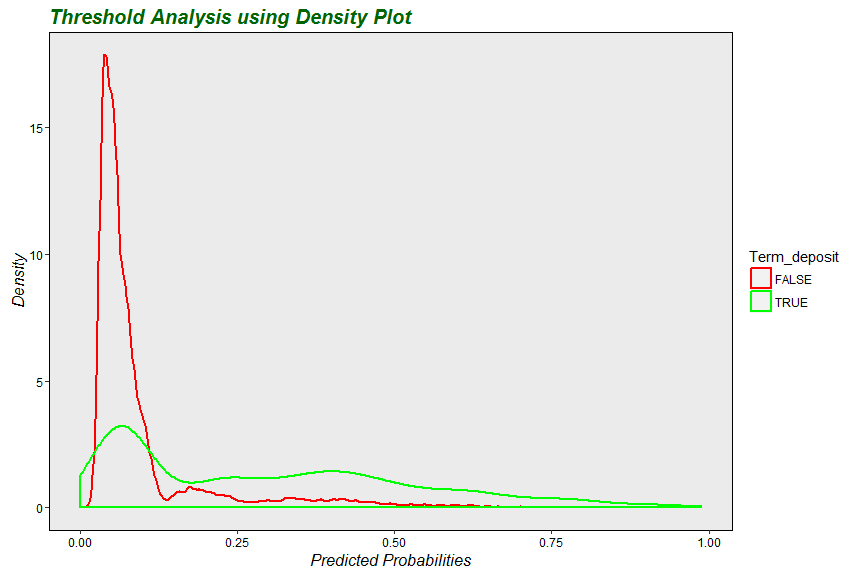 Threshold Analysis using Density Plot
Density
15
10
5
0
0.00 0.25 0.50 0.75 1.00
Predicted Probabilities
Term_deposit
FALSE
TRUE